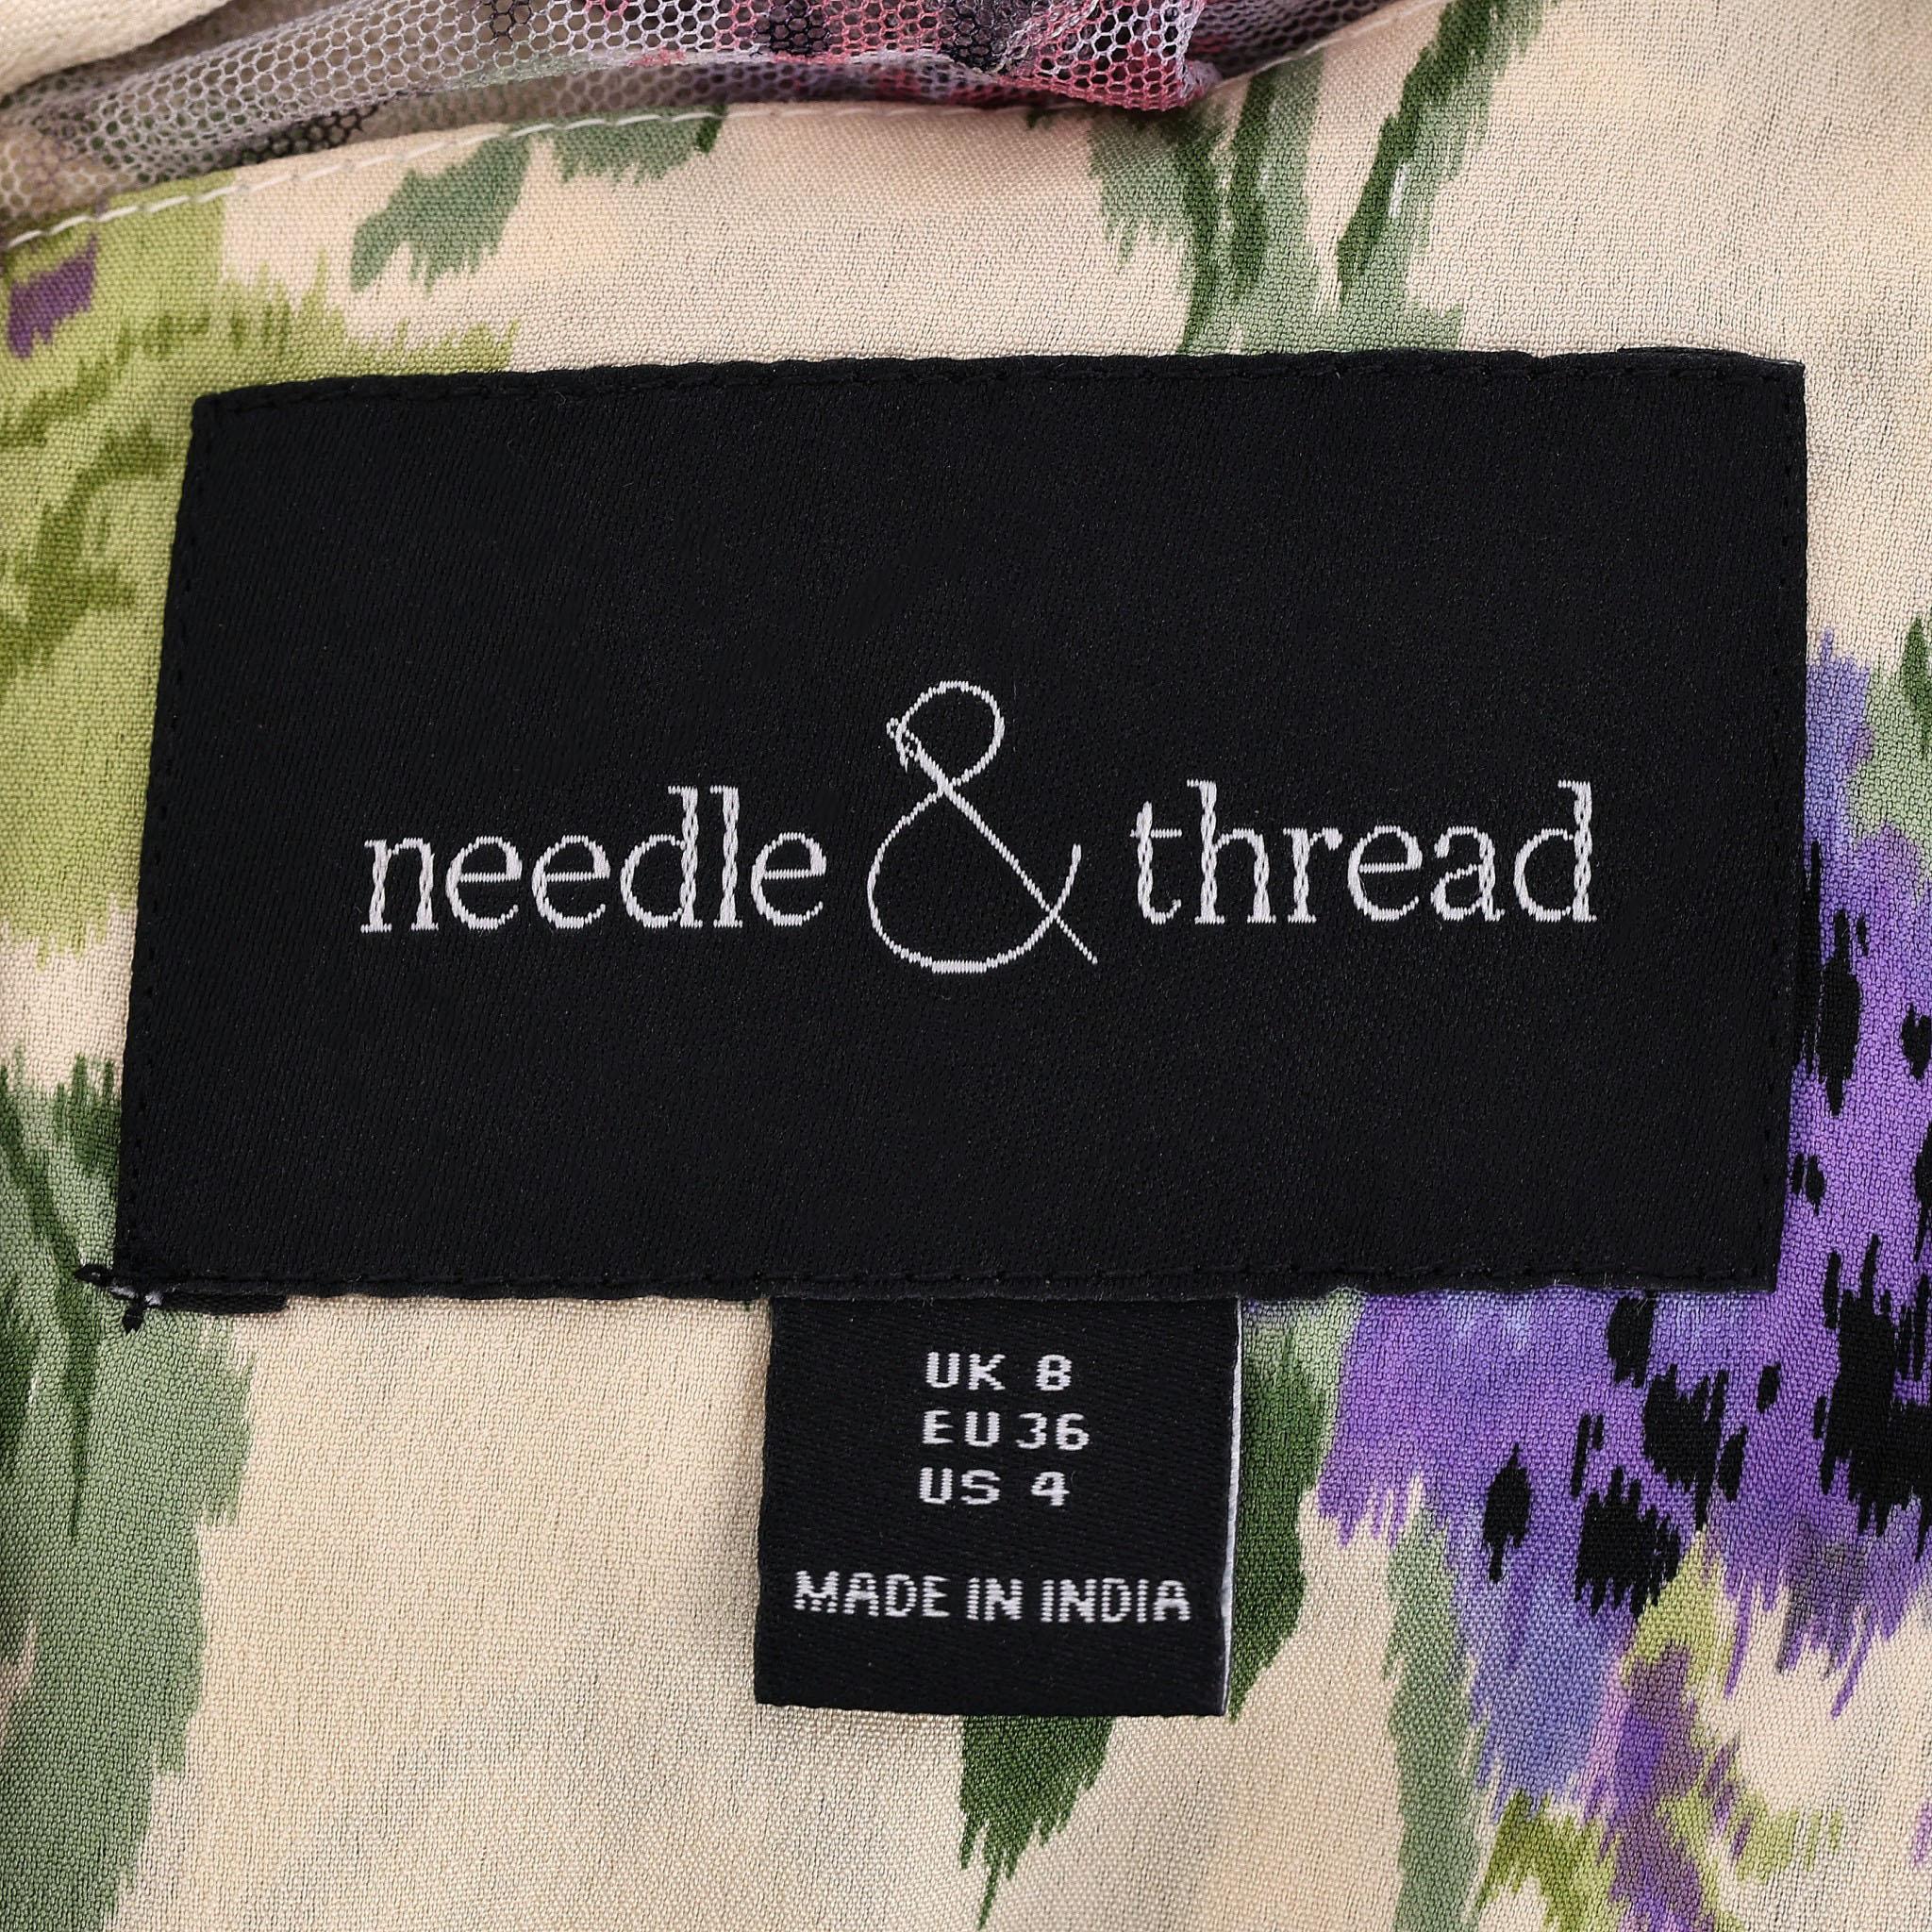 needle & thread
UK 8
EU 36
US 4
MADE IN INDIA